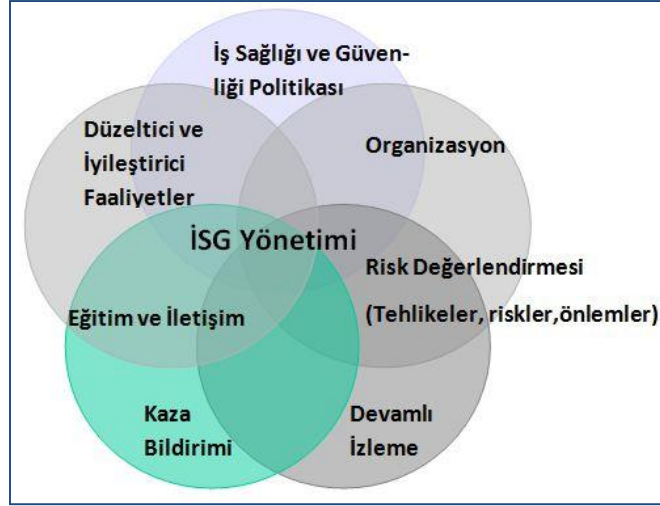 İş Sağlığı ve Güven-
liği Politikası
Düzeltici ve
İyileştirici
Faaliyetler
Organizasyon
İSG Yönetimi
Risk Değerlendirmesi
(Tehlikeler, riskler,önlemler)
Eğitim ve İletişim
Kaza
Bildirimi
Devamlı
İzleme